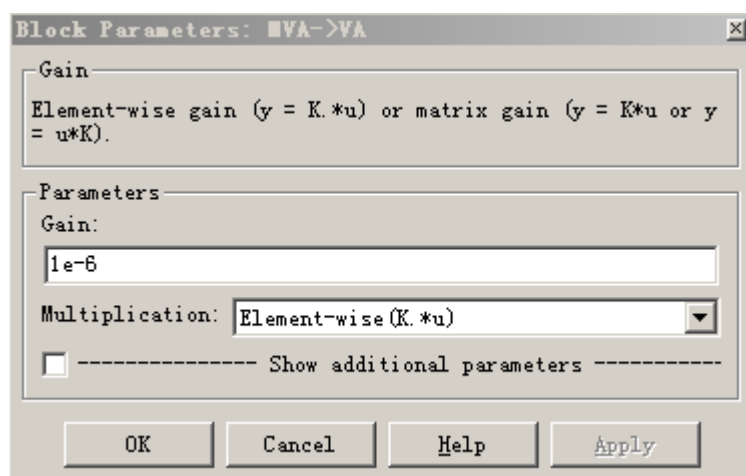 Block Parameters: ■VA->VA
Gain
Element-wise gain (y = K.*u) or matrix gain (y = K*u or y
= u*K).
Parameters
Gain:
1e-6
Multiplication: Element-wise(K.*u)
--------------- Show additional parameters -----------
OK Cancel Help Apply